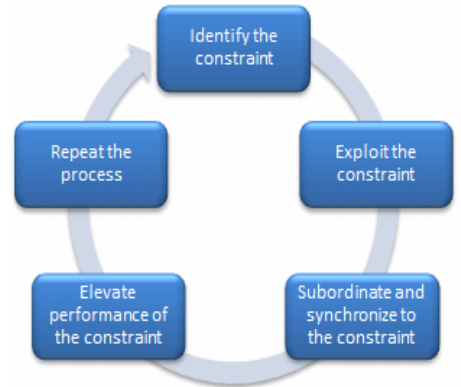 Identify the
constraint
Exploit the
constraint
Subordinate and
synchronize to
the constraint
Elevate
performance of
the constraint
Repeat the
process